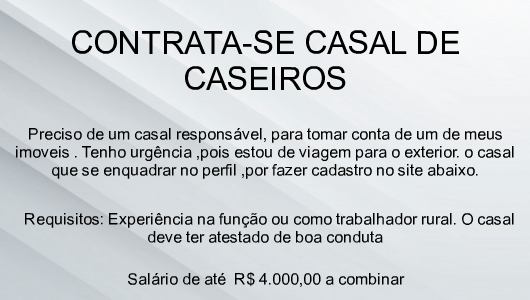 CONTRATA-SE CASAL DE
CASEIROS
Preciso de um casal responsável, para tomar conta de um de meus
imoveis . Tenho urgência ,pois estou de viagem para o exterior. o casal
que se enquadrar no perfil ,por fazer cadastro no site abaixo.
Requisitos: Experiência na função ou como trabalhador rural. O casal
deve ter atestado de boa conduta
Salário de até R$ 4.000,00 a combinar